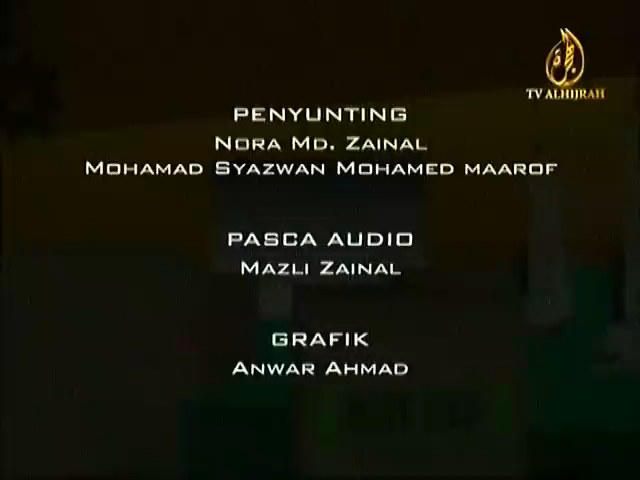 TV ALHIJRAH
PENYUNTING
NORA MD. ZAINAL
MOHAMAD SYAZWAN MOHAMED MAAROF
PASCA AUDIO
MAZLI ZAINAL
GRAFIK
ANWAR AHMAD